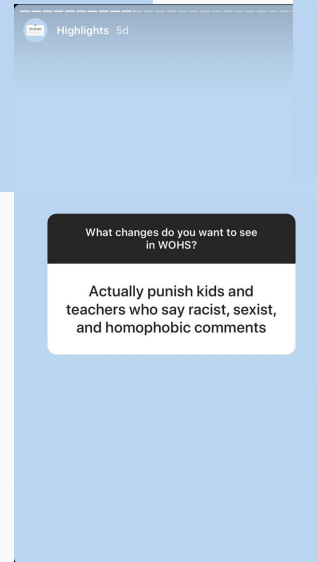 Highlights 5d
What changes do you want to see
in WOHS?
Actually punish kids and
teachers who say racist, sexist,
and homophobic comments